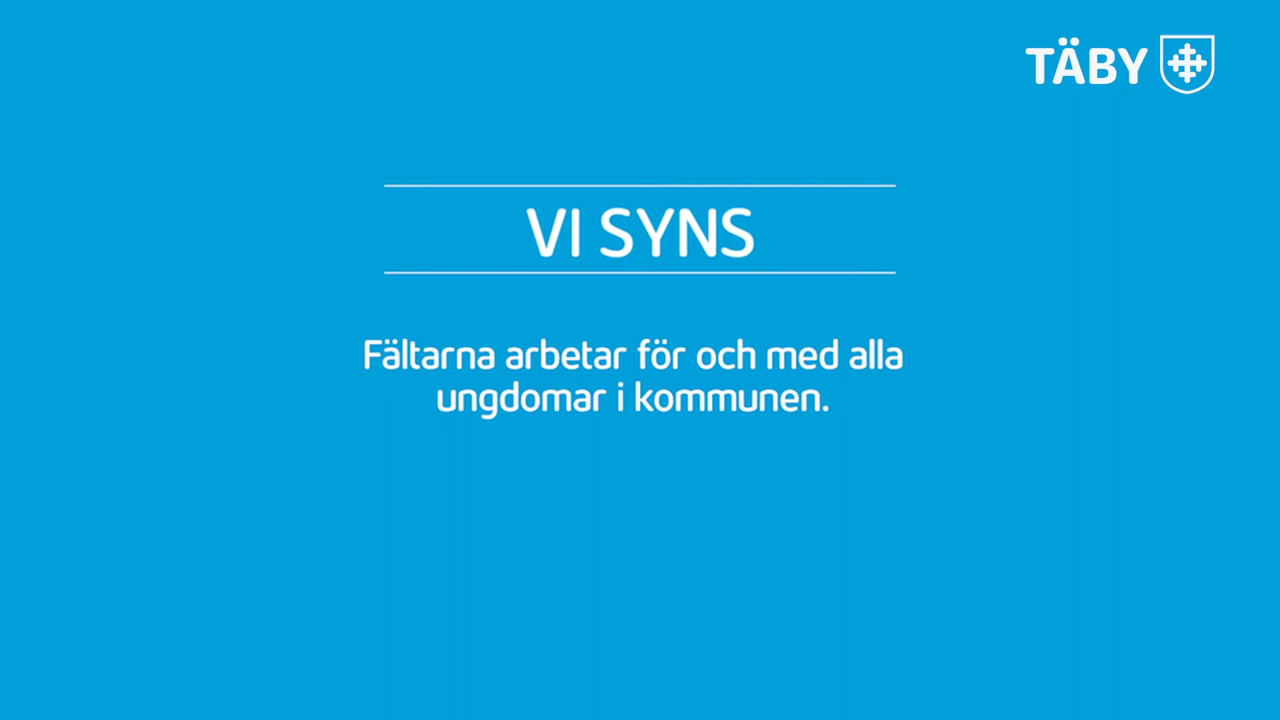 TÄBY
VI SYNS
Fältarna arbetar för och med alla
ungdomar i kommunen.